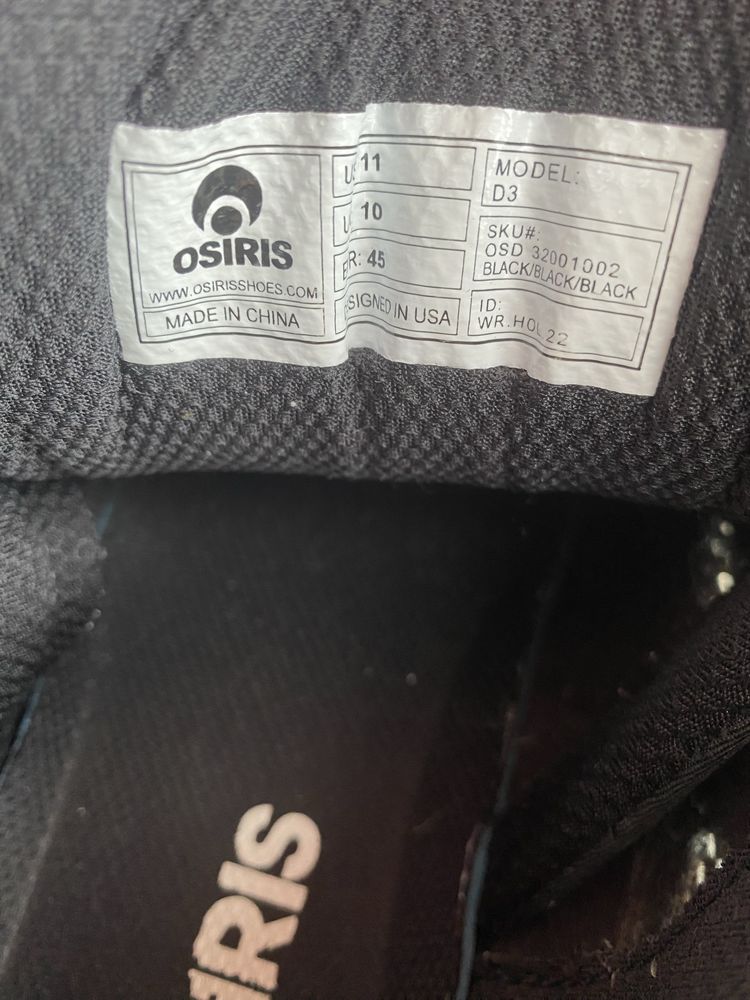 OSIRIS
WWW.OSIRISSHOES.COM
MADE IN CHINA
11
10
45
IN USA
MODEL:
D3
SKU#:
OSD 32001002
BLACK/BLACK/BLACK
ID:
22